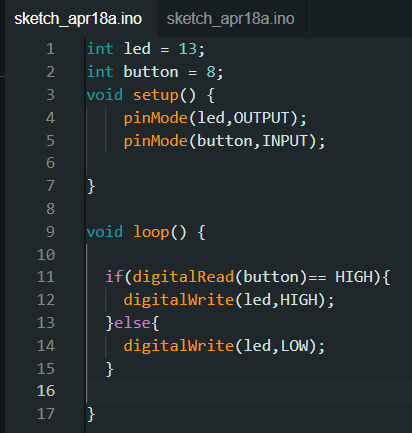 sketch_apr18a.ino sketch_apr18a.ino
1 int led = 13;
2 int button = 8;
3 void setup() {
4 pinMode(led,OUTPUT);
5 pinMode(button,INPUT);
6
7 }
8
9 void loop() {
10
11 if(digitalRead(button)== HIGH){
12 digitalWrite(led,HIGH);
13 }else{
14 digitalWrite(led,LOW);
15 }
16
17 }